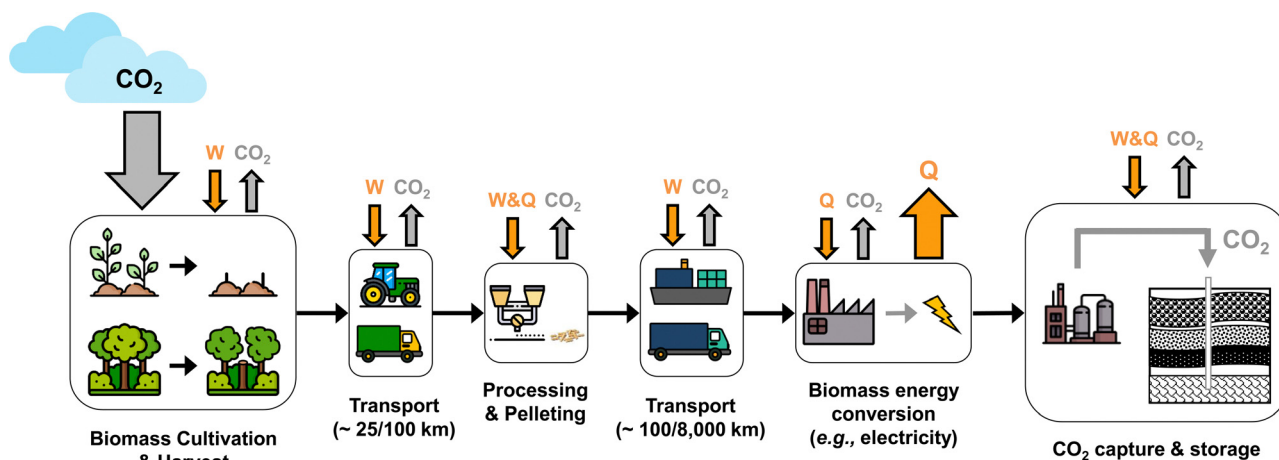 CO₂
W CO₂
W CO₂
W&Q CO₂
W CO₂
Q CO₂
Q
W&Q CO₂
CO₂
Biomass Cultivation
& Harvest
Transport
(~ 25/100 km)
Processing
& Pelleting
Transport
(~ 100/8,000 km)
Biomass energy
conversion
(e.g., electricity)
CO₂ capture & storage